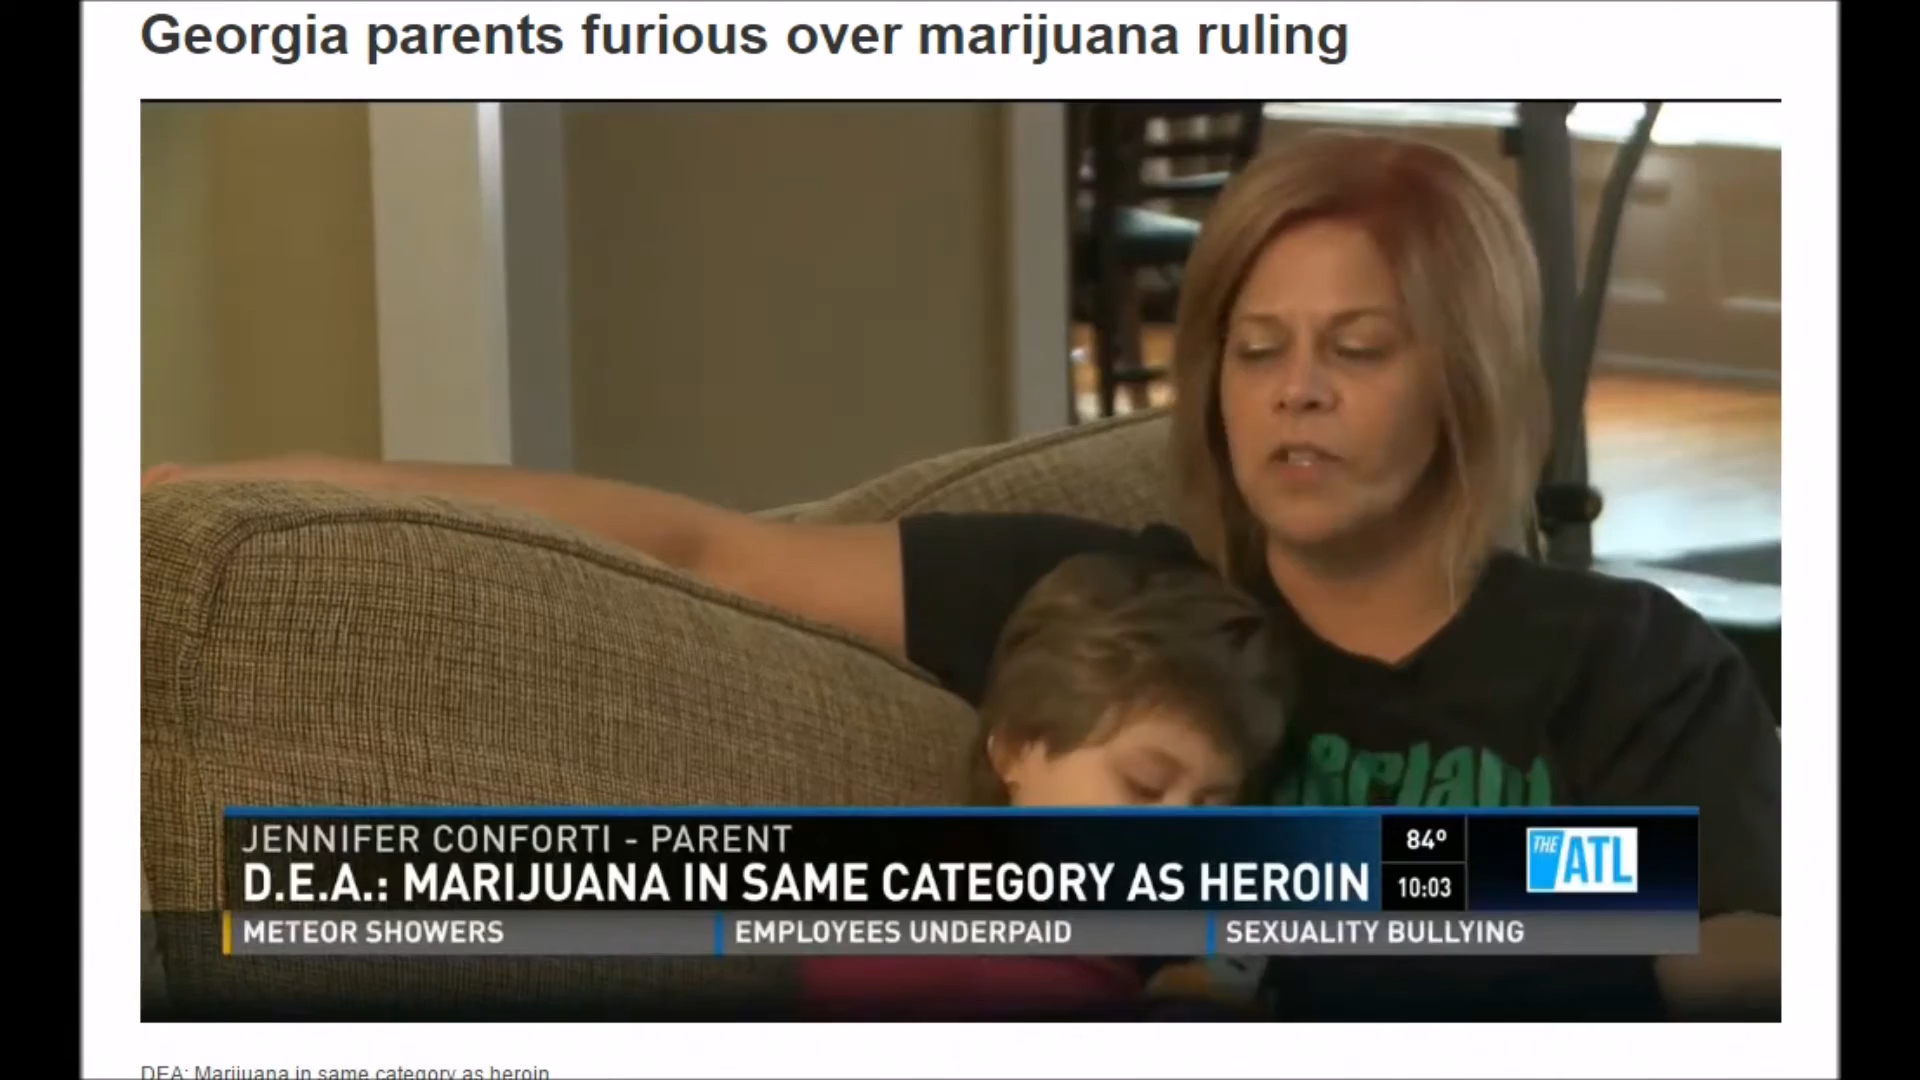 Georgia parents furious over marijuana ruling
JENNIFER CONFORTI - PARENT
D.E.A.: MARIJUANA IN SAME CATEGORY AS HEROIN
84º
10:03
THE ATL
METEOR SHOWERS
EMPLOYEES UNDERPAID
SEXUALITY BULLYING
DEA: Marijuana in same category as heroin